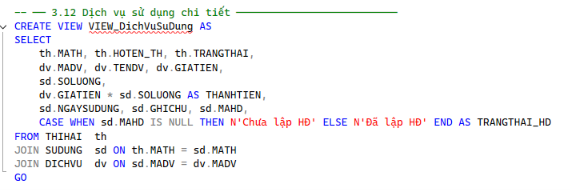 -- —— 3.12 Dịch vụ sử dụng chi tiết ——————————————
CREATE VIEW VIEW_DichVuSuDung AS
SELECT
th.MATH, th.HOTEN_TH, th.TRANGTHAI,
dv.MADV, dv.TENDV, dv.GIATIEN,
sd.SOLUONG,
dv.GIATIEN * sd.SOLUONG AS THANHTIEN,
sd.NGAYSUDUNG, sd.GHICHU, sd.MAHD,
CASE WHEN sd.MAHD IS NULL THEN N'Chưa lập HĐ' ELSE N'Đã lập HĐ' END AS TRANGTHAI_HD
FROM THIHAI th
JOIN SUDUNG sd ON th.MATH = sd.MATH
JOIN DICHVU dv ON sd.MADV = dv.MADV
GO